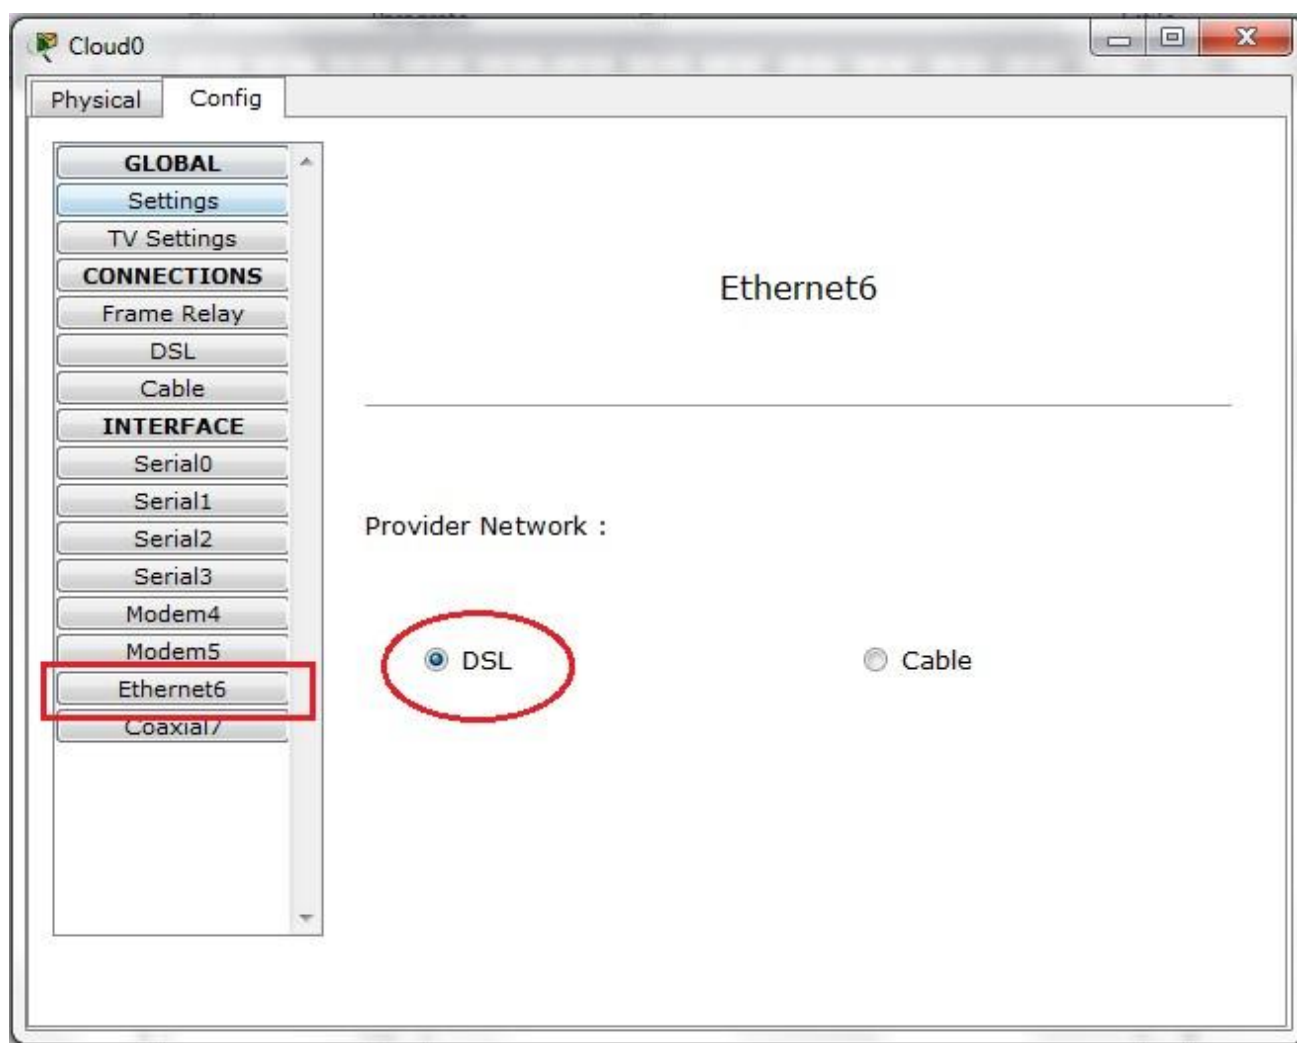 Cloud0
Physical
Config
GLOBAL
Settings
TV Settings
CONNECTIONS
Frame Relay
DSL
Cable
INTERFACE
Serial0
Serial1
Serial2
Serial3
Modem4
Modem5
Ethernet6
Coaxial7
Ethernet6
Provider Network :
DSL
Cable